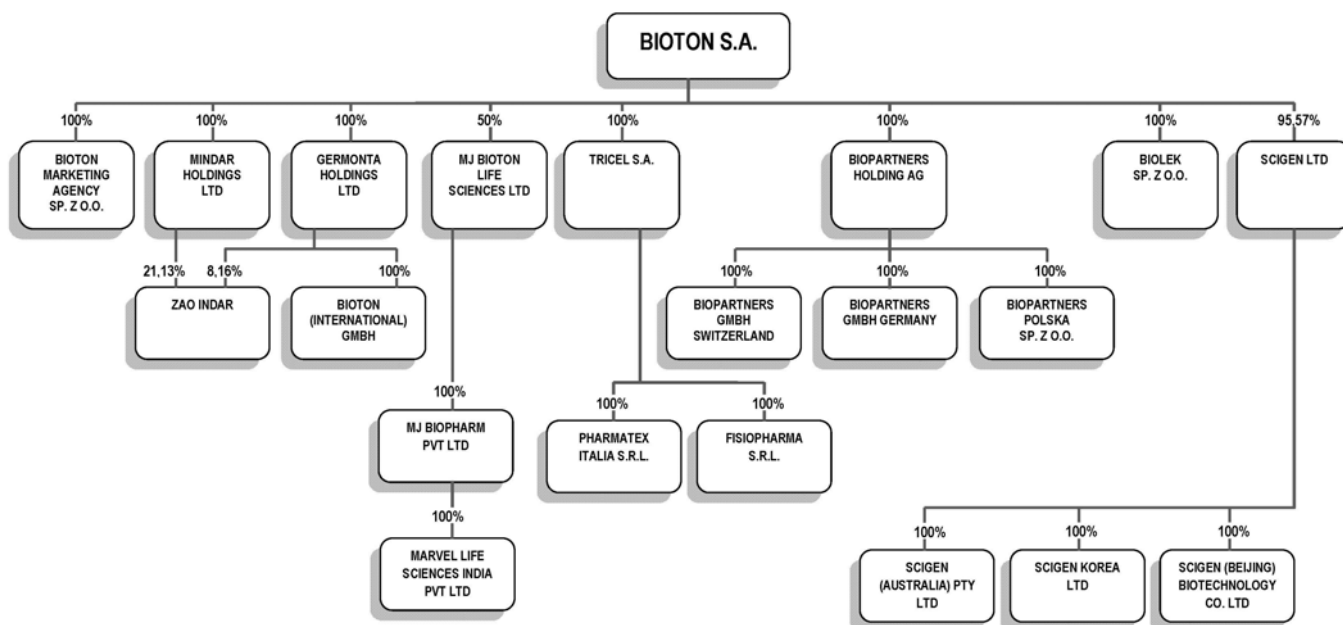 BIOTON S.A.
100%
100%
100%
50%
100%
100%
100%
95,57%
BIOTON
MARKETING
AGENCY
SP. Z O.O.
MINDAR
HOLDINGS
LTD
GERMONTA
HOLDINGS
LTD
MJ BIOTON
LIFE
SCIENCES LTD
TRICEL S.A.
BIOPARTNERS
HOLDING AG
BIOLEK
SP. Z O.O.
SCIGEN LTD
21,13%
8,16%
100%
100%
100%
100%
ZAO INDAR
BIOTON
(INTERNATIONAL)
GMBH
BIOPARTNERS
GMBH
SWITZERLAND
BIOPARTNERS
GMBH GERMANY
BIOPARTNERS
POLSKA
SP. Z O.O.
100%
100%
100%
MJ BIOPHARM
PVT LTD
PHARMATEX
ITALIA S.R.L.
FISIOPHARMA
S.R.L.
100%
100%
100%
100%
MARVEL LIFE
SCIENCES INDIA
PVT LTD
SCIGEN
(AUSTRALIA) PTY
LTD
SCIGEN KOREA
LTD
SCIGEN (BEIJING)
BIOTECHNOLOGY
CO. LTD